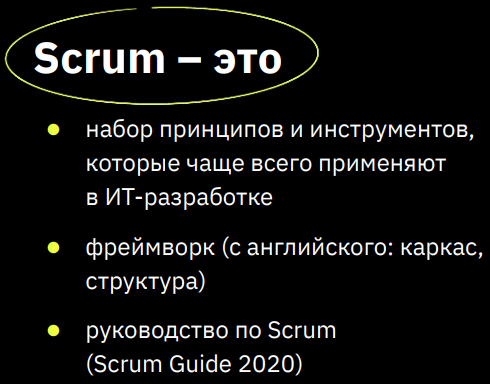 Scrum – это
• набор принципов и инструментов,
которые чаще всего применяют
в ИТ-разработке
• фреймворк (с английского: каркас,
структура)
• руководство по Scrum
(Scrum Guide 2020)